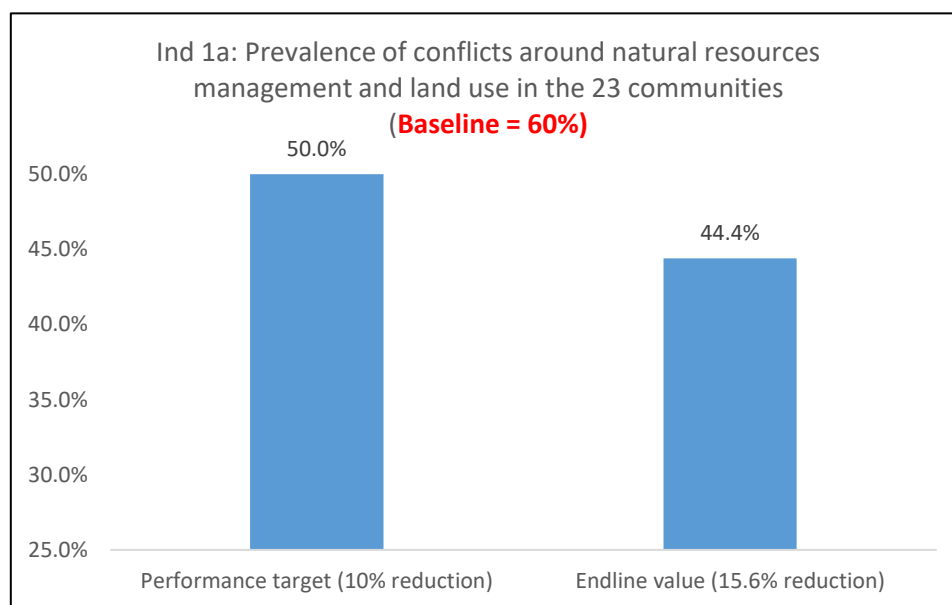 Ind 1a: Prevalence of conflicts around natural resources
management and land use in the 23 communities
(Baseline = 60%)
50.0%
50.0%
44.4%
45.0%
40.0%
35.0%
30.0%
25.0%
Performance target (10% reduction)
Endline value (15.6% reduction)